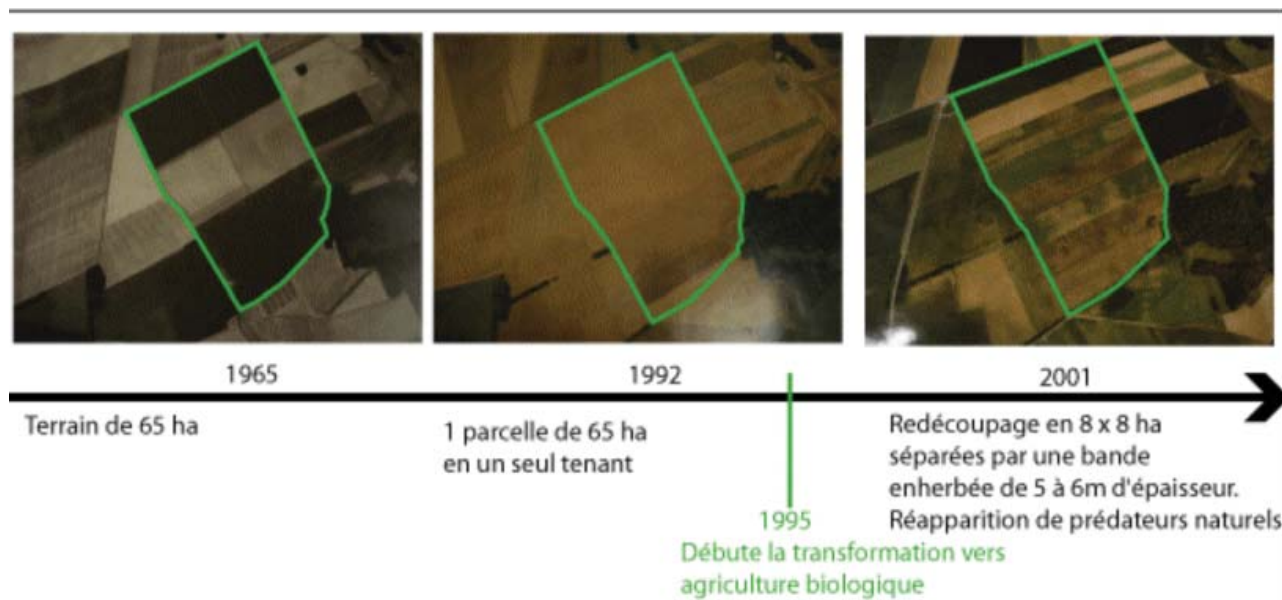 1965
1992
2001
Terrain de 65 ha
1 parcelle de 65 ha
en un seul tenant
1995
Débute la transformation vers
agriculture biologique
Redécoupage en 8 x 8 ha
séparées par une bande
enherbée de 5 à 6m d'épaisseur.
Réapparition de prédateurs naturels